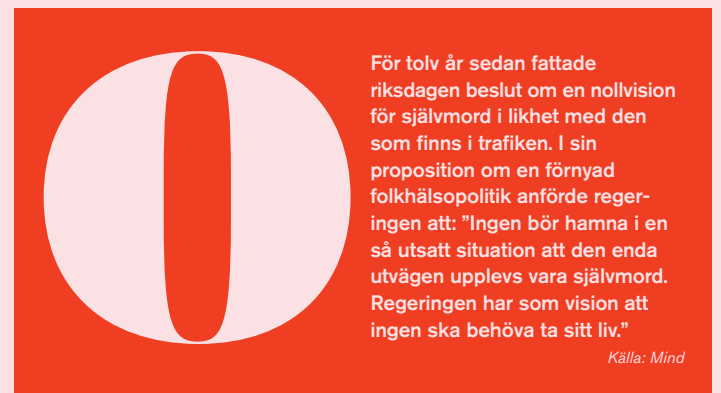 0
För tolv år sedan fattade
riksdagen beslut om en nollvision
för självmord i likhet med den
som finns i trafiken. I sin
proposition om en förnyad
folkhälsopolitik anförde reger-
ingen att: ”Ingen bör hamna i en
så utsatt situation att den enda
utvägen upplevs vara självmord.
Regeringen har som vision att
ingen ska behöva ta sitt liv.”
Källa: Mind